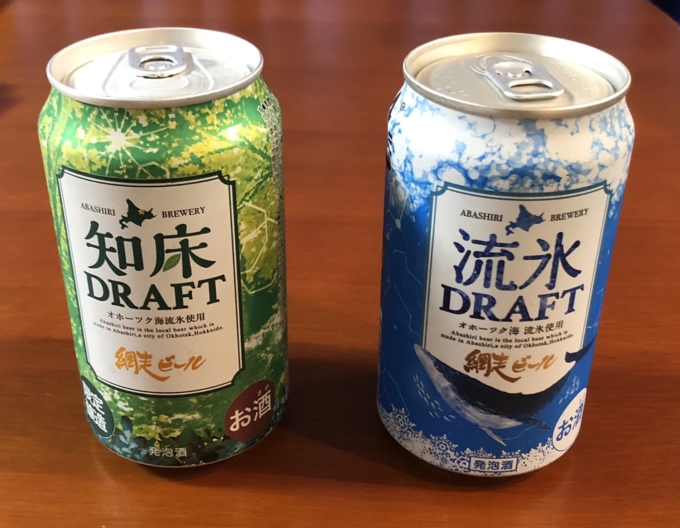 ABASHIRI BREWERY
知床
DRAFT
オホーツク海流氷使用
Abashiri beer is the local beer which is
made in Abashiri,a city of Okhotsk,Hokkaido.
網走ビール
お酒
発泡酒
ABASHIRI BREWERY
流氷
DRAFT
オホーツク海 流氷使用
Abashiri beer is the local beer which is
made in Abashiri,a city of Okhotsk,Hokkaido.
網走ビール
お酒
発泡酒